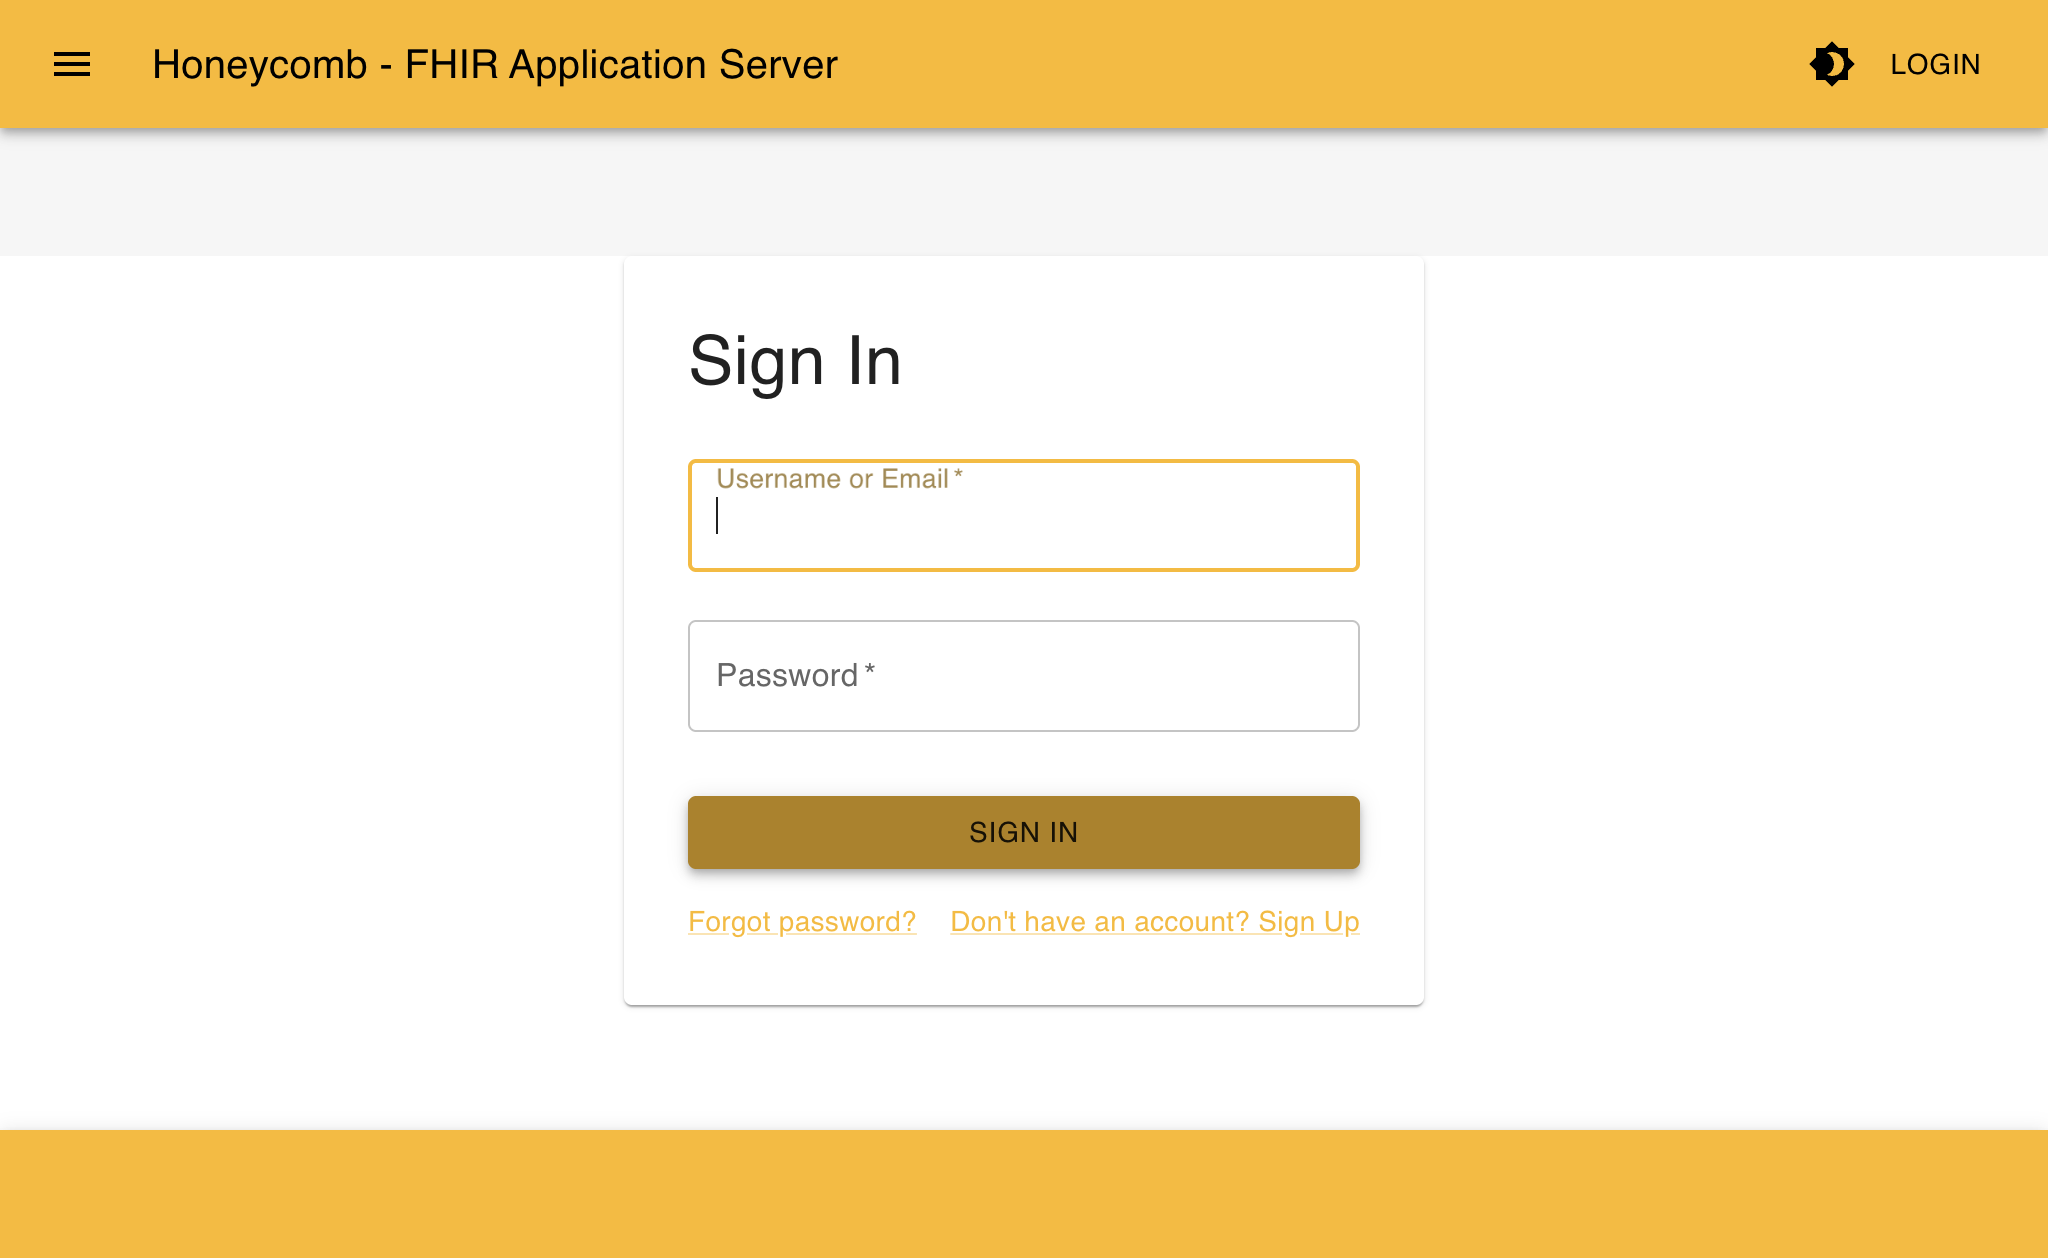 Honeycomb - FHIR Application Server
LOGIN
Sign In
Username or Email *
Password *
SIGN IN
Forgot password?
Don't have an account? Sign Up